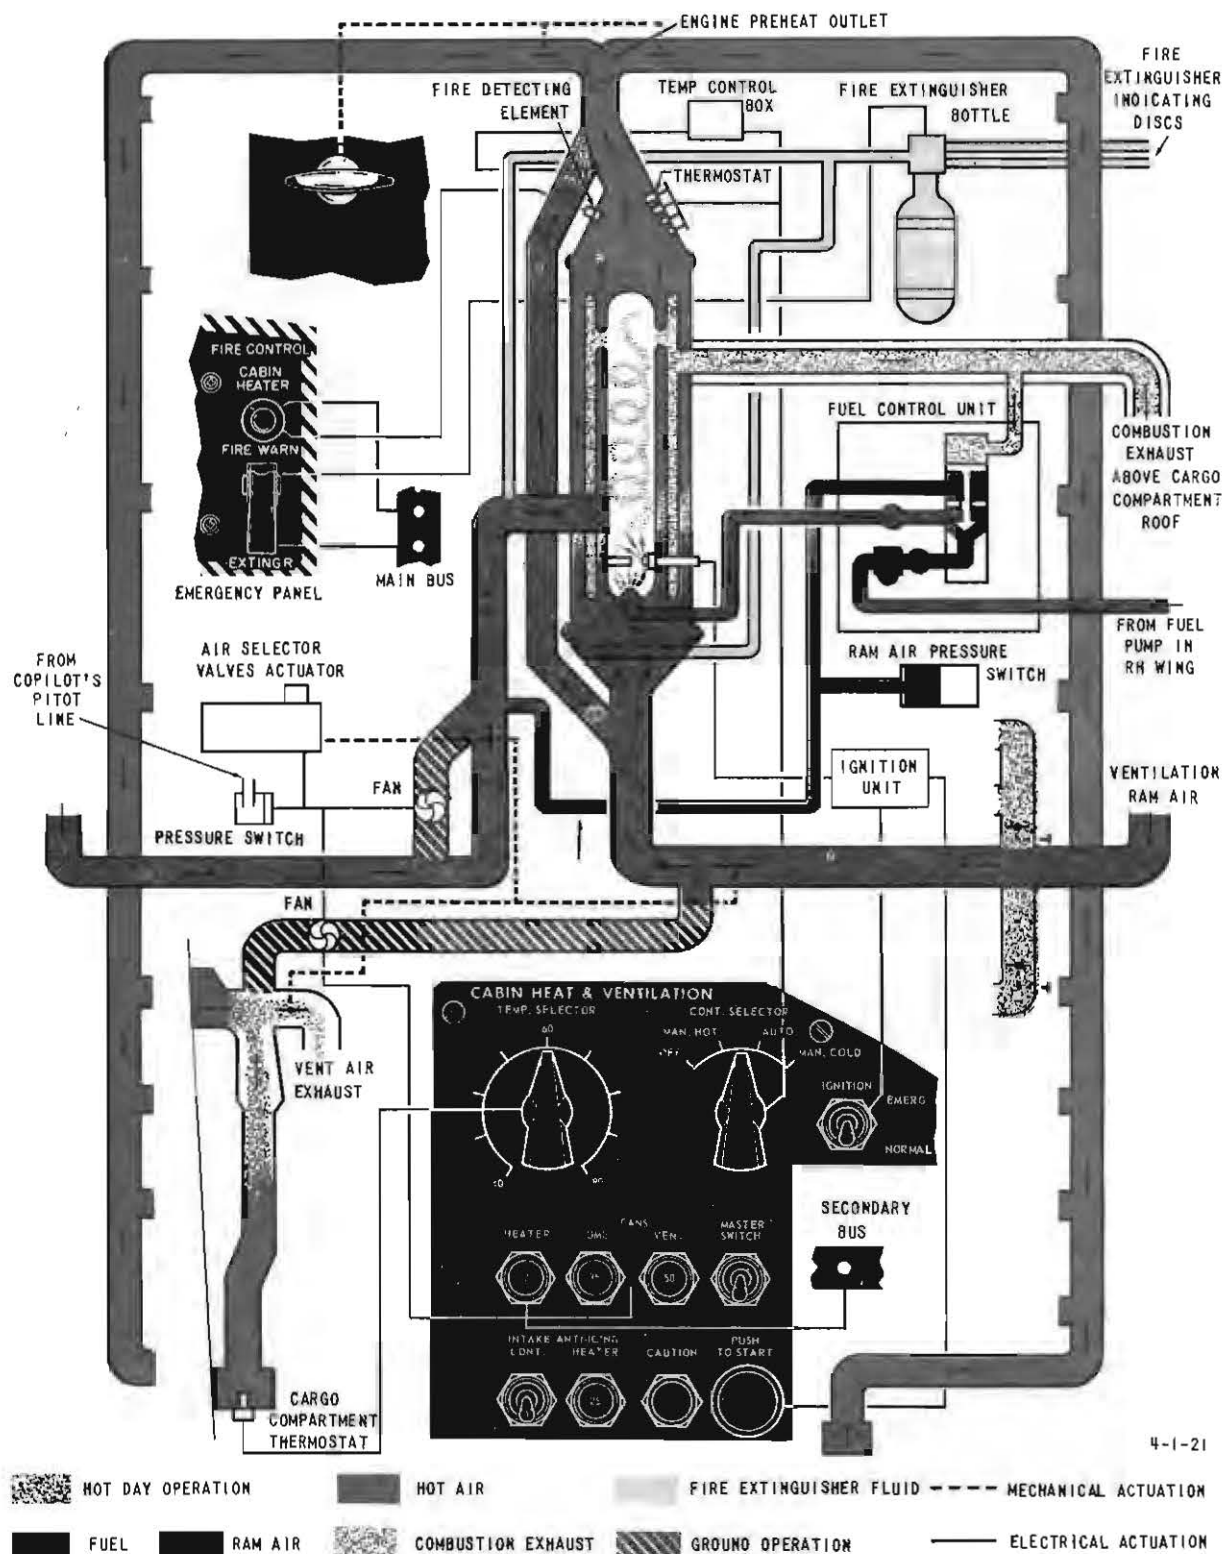 ENGINE PREHEAT OUTLET
FIRE DETECTING
ELEMENT
TEMP CONTROL
BOX
FIRE EXTINGUISHER
BOTTLE
FIRE
EXTINGUISHER
INDICATING
DISCS
THERMOSTAT
FIRE CONTROL
CABIN
HEATER
FIRE WARN
EXTINGR
EMERGENCY PANEL
MAIN BUS
FUEL CONTROL UNIT
COMBUSTION
EXHAUST
ABOVE CARGO
COMPARTMENT
ROOF
FROM FUEL
PUMP IN
RH WING
RAM AIR PRESSURE
SWITCH
AIR SELECTOR
VALVES ACTUATOR
FROM
COPILOT'S
PITOT
LINE
FAN
PRESSURE SWITCH
IGNITION
UNIT
VENTILATION
RAM AIR
FAN
VENT AIR
EXHAUST
CABIN HEAT & VENTILATION
TEMP. SELECTOR
60
CONT. SELECTOR
OFF
MAN. HOT
AUTO
MAN. COLD
IGNITION
EMERG
NORMAL
FANS
HEATER
VEN.
MASTER
SWITCH
50
INTAKE ANTI-ICING
CONT.
HEATER
CAUTION
PUSH
TO START
25
SECONDARY
BUS
CARGO
COMPARTMENT
THERMOSTAT
4-1-21
HOT DAY OPERATION
HOT AIR
FIRE EXTINGUISHER FLUID
MECHANICAL ACTUATION
FUEL
RAM AIR
COMBUSTION EXHAUST
GROUND OPERATION
ELECTRICAL ACTUATION